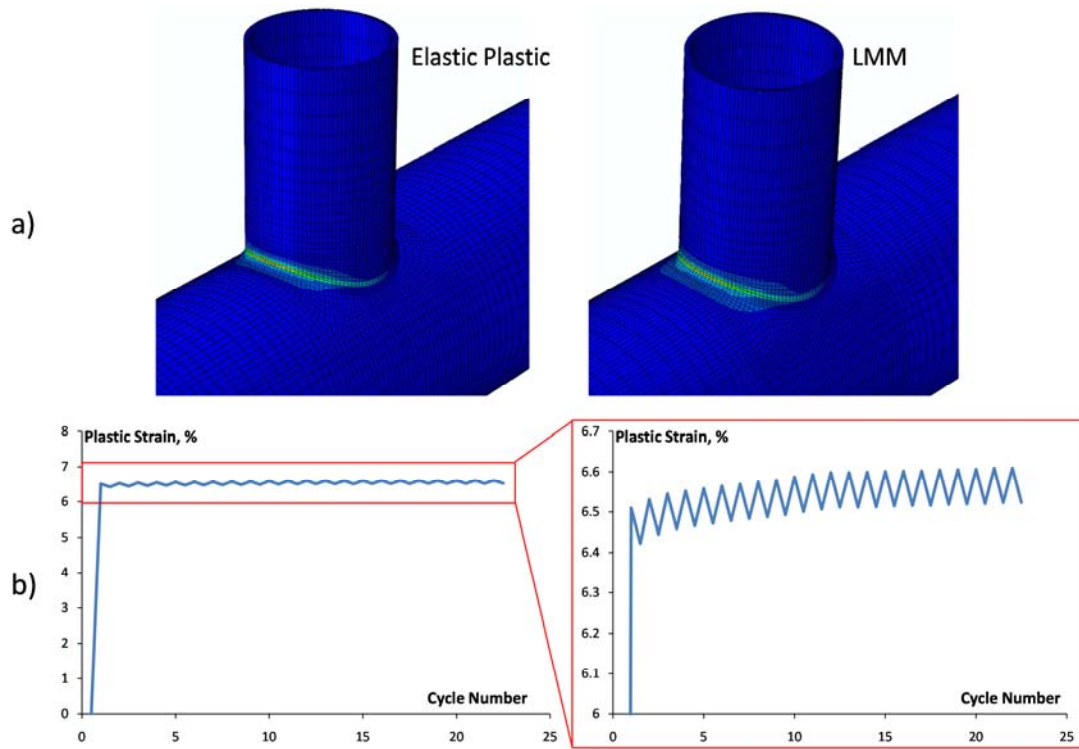 Elastic Plastic
LMM
a)
b)
Plastic Strain, %
8
7
6
5
4
3
2
1
0
0 5 10 15 20 25
Cycle Number
Plastic Strain, %
6.7
6.6
6.5
6.4
6.3
6.2
6.1
6
0 5 10 15 20 25
Cycle Number